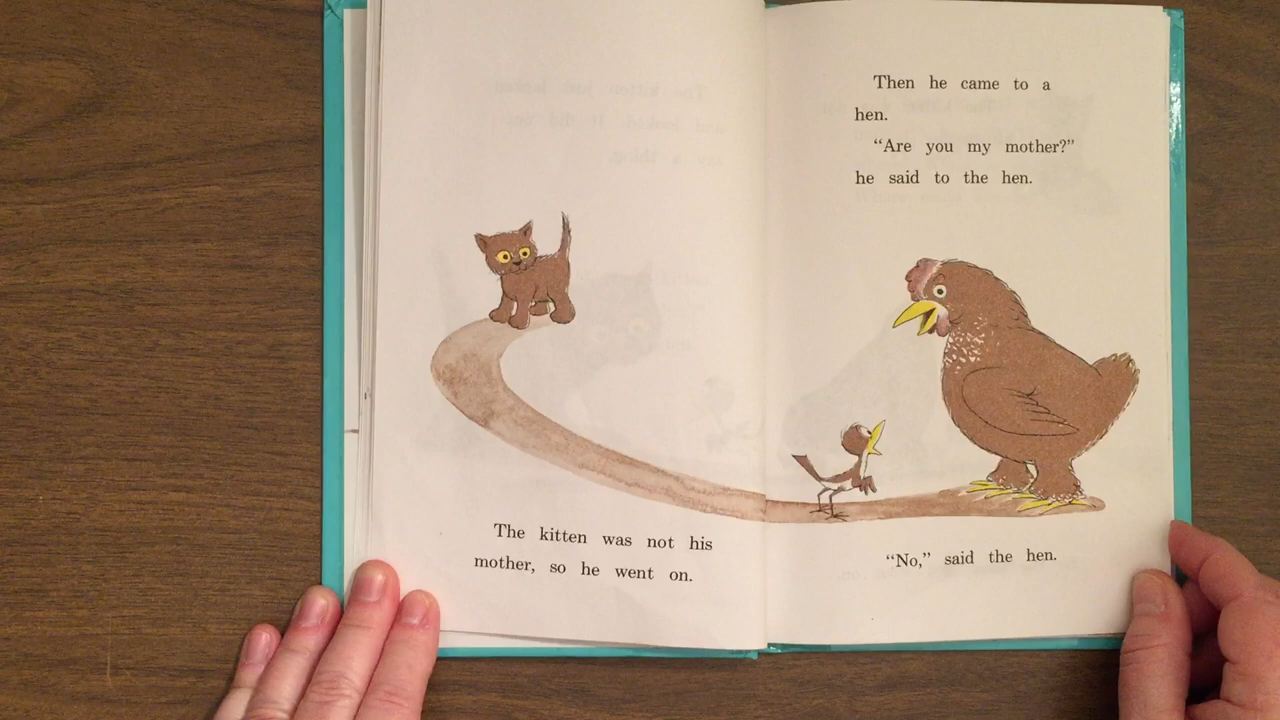 The kitten was not his
mother, so he went on.
Then he came to a
hen.
“Are you my mother?”
he said to the hen.
“No,” said the hen.